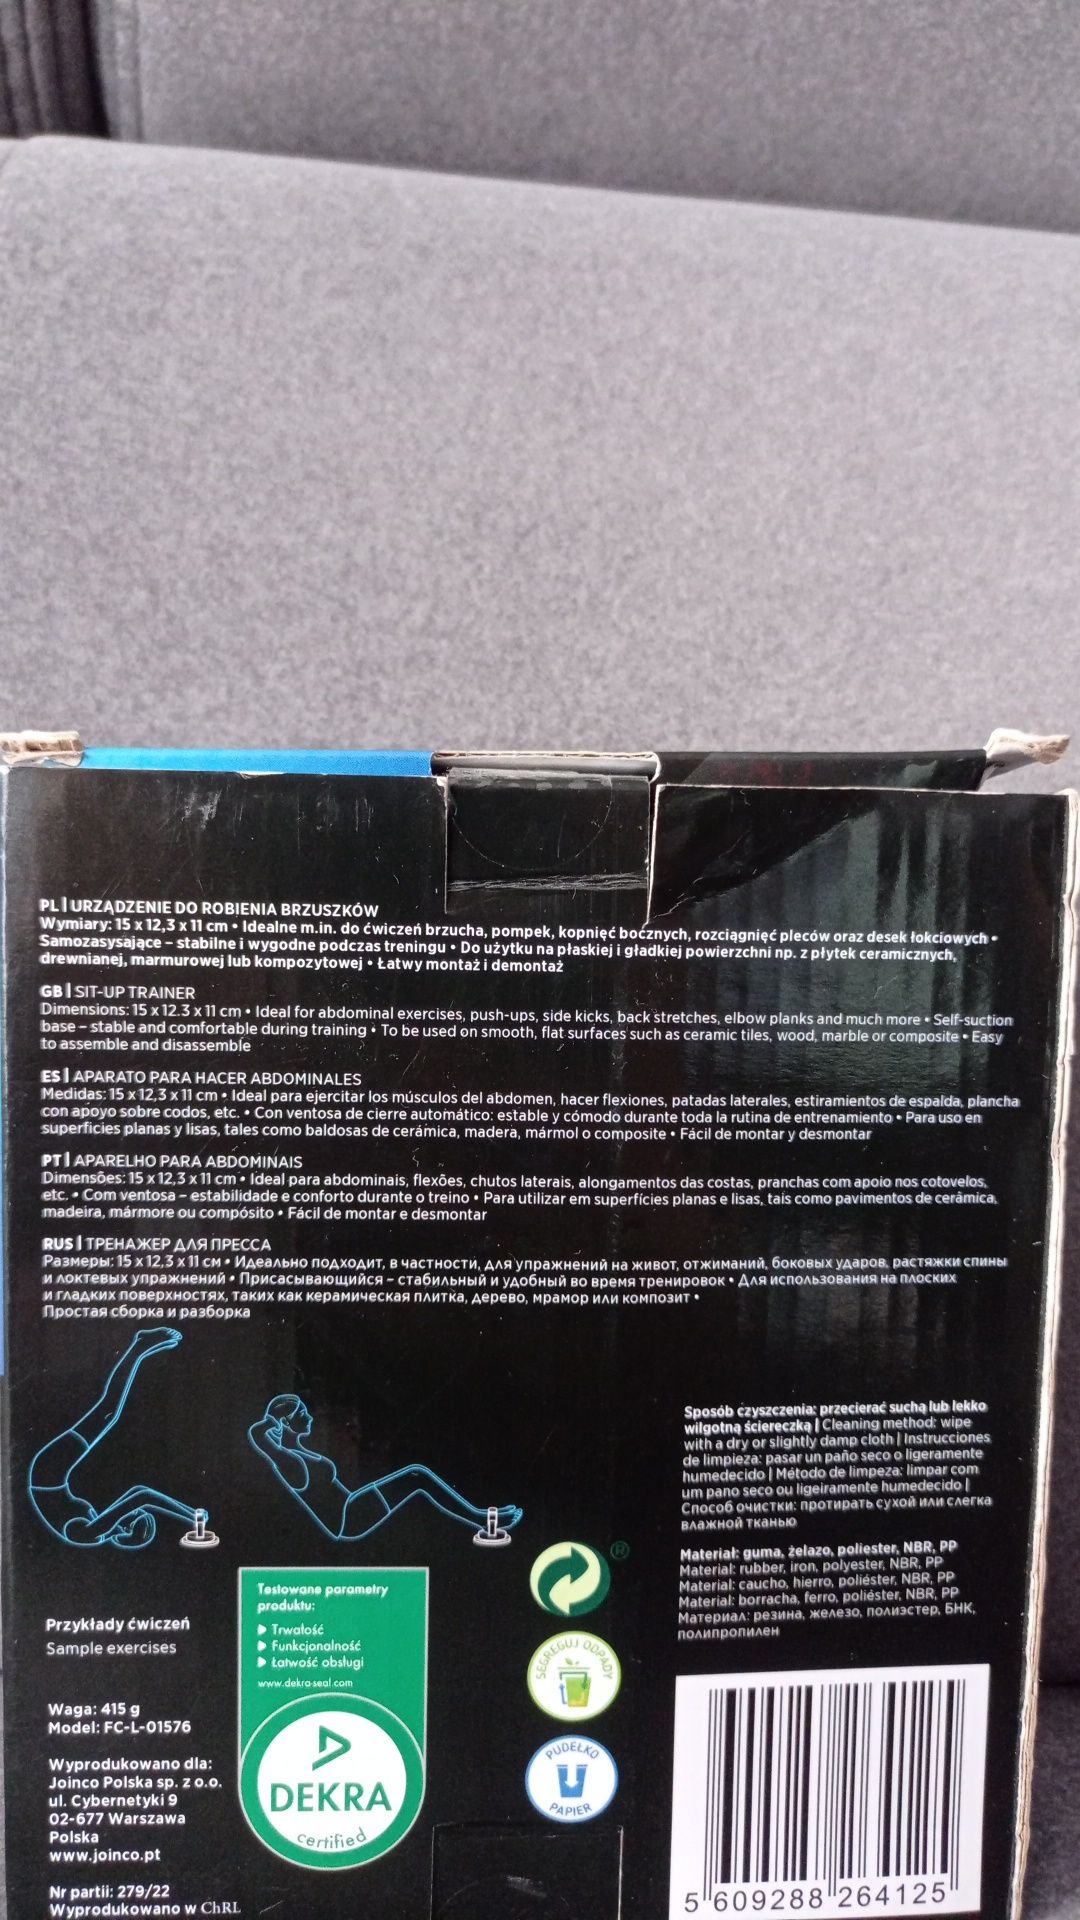 PL | URZĄDZENIE DO ROBIENIA BRZUSZKÓW
Wymiary: 15 x 12,3 x 11 cm • Idealne m.in. do ćwiczeń brzucha, pompek, kopnięć bocznych, rozciągnięć pleców oraz desek łokciowych •
Samozasysające – stabilne i wygodne podczas treningu • Do użytku na płaskiej i gładkiej powierzchni np. z płytek ceramicznych,
drewnianej, marmurowej lub kompozytowej • Łatwy montaż i demontaż
GB | SIT-UP TRAINER
Dimensions: 15 x 12.3 x 11 cm • Ideal for abdominal exercises, push-ups, side kicks, back stretches, elbow planks and much more • Self-suction
base – stable and comfortable during training • To be used on smooth, flat surfaces such as ceramic tiles, wood, marble or composite • Easy
to assemble and disassemble
ES | APARATO PARA HACER ABDOMINALES
Medidas: 15 x 12,3 x 11 cm • Ideal para ejercitar los músculos del abdomen, hacer flexiones, patadas laterales, estiramientos de espalda, plancha
con apoyo sobre codos, etc. • Con ventosa de cierre automático: estable y cómodo durante toda la rutina de entrenamiento • Para uso en
superficies planas y lisas, tales como baldosas de cerámica, madera, mármol o composite • Fácil de montar y desmontar
PT | APARELHO PARA ABDOMINAIS
Dimensões: 15 x 12,3 x 11 cm • Ideal para abdominais, flexões, chutos laterais, alongamentos das costas, pranchas com apoio nos cotovelos,
etc. • Com ventosa – estabilidade e conforto durante o treino • Para utilizar em superfícies planas e lisas, tais como pavimentos de cerâmica,
madeira, mármore ou compósito • Fácil de montar e desmontar
RUS | ТРЕНАЖЕР ДЛЯ ПРЕССА
Размеры: 15 x 12,3 x 11 см • Идеально подходит, в частности, для упражнений на живот, отжиманий, боковых ударов, растяжки спины
и локтевых упражнений • Присасывающийся – стабильный и удобный во время тренировок • Для использования на плоских
и гладких поверхностях, таких как керамическая плитка, дерево, мрамор или композит •
Простая сборка и разборка
Sposób czyszczenia: przecierać suchą lub lekko
wilgotną ściereczką | Cleaning method: wipe
with a dry or slightly damp cloth | Instrucciones
de limpieza: pasar un paño seco o ligeramente
humedecido | Método de limpeza: limpar com
um pano seco ou ligeiramente humedecido |
Способ очистки: протирать сухой или слегка
влажной тканью
Materiał: guma, żelazo, poliester, NBR, PP
Material: rubber, iron, polyester, NBR, PP
Material: caucho, hierro, poliéster, NBR, PP
Material: borracha, ferro, poliéster, NBR, PP
Материал: резина, железо, полиэстер, БНК,
полипропилен
Przykłady ćwiczeń
Sample exercises
Waga: 415 g
Model: FC-L-01576
Wyprodukowano dla:
Joinco Polska sp. z o.o.
ul. Cybernetyki 9
02-677 Warszawa
Polska
www.joinco.pt
Nr partii: 279/22
Wyprodukowano w ChRL
Testowane parametry
produktu:
Trwałość
Funkcjonalność
Łatwość obsługi
www.dekra-seal.com
DEKRA
certified
®
SEGREGUJ ODPADY
PUDEŁKO
PAPIER
5 609288 264125